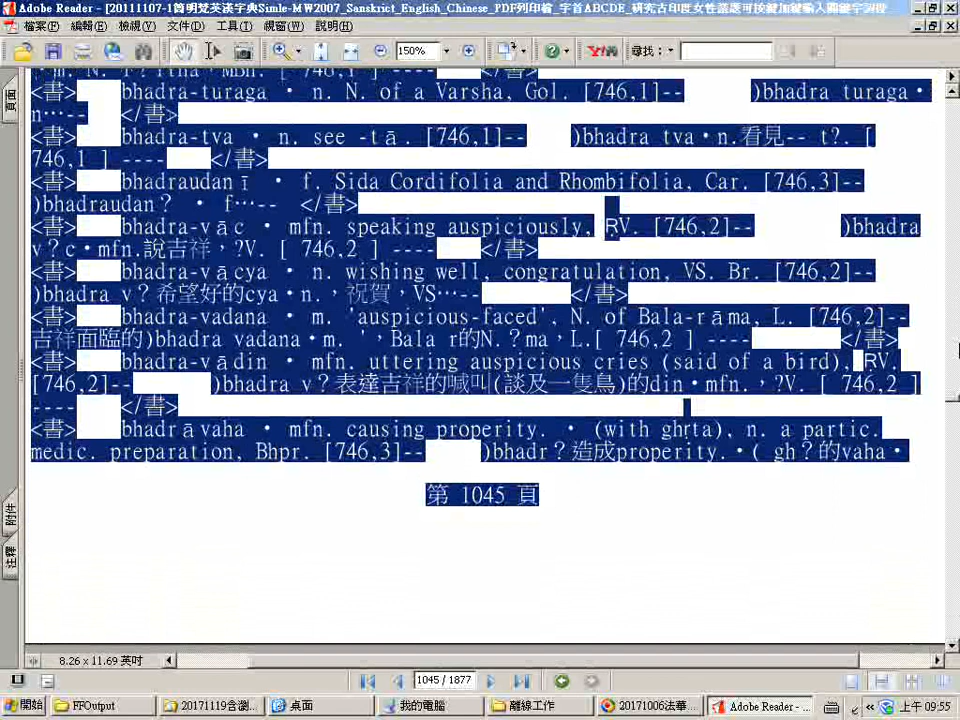 Adobe Reader - [20111107-1簡明梵英漢字典Simle-MW2007_Sanskrict_English_Chinese_PDF列印檔_字首ABCDE_研究古印度女性議題可按鍵加鍵輸入關鍵字詞搜
檔案(F) 編輯(E) 檢視(V) 文件(D) 工具(T) 視窗(W) 說明(H)
150% 尋找:
<書> bhadra-turaga • n. N. of a Varsha, Gol. [746,1]-- )bhadra turaga•
n…-- </書>
<書> bhadra-tva • n. see -tā. [746,1]-- )bhadra tva•n.看見-- t?. [
746,1 ] ---- </書>
<書> bhadraudanī • f. Sida Cordifolia and Rhombifolia, Car. [746,3]--
)bhadraudan? • f…-- </書>
<書> bhadra-vāc • mfn. speaking auspiciously, ṚV. [746,2]-- )bhadra
v?c•mfn.說吉祥，?V. [ 746,2 ] ---- </書>
<書> bhadra-vācya • n. wishing well, congratulation, VS. Br. [746,2]--
)bhadra v?希望好的cya•n.，祝賀，VS…-- </書>
<書> bhadra-vadana • m. 'auspicious-faced', N. of Bala-rāma, L. [746,2]--
吉祥面臨的)bhadra vadana•m. '，Bala r的N.?ma，L.[ 746,2 ] ---- </書>
<書> bhadra-vādin • mfn. uttering auspicious cries (said of a bird), ṚV.
[746,2]-- )bhadra v?表達吉祥的喊叫(談及一隻鳥)的din•mfn.，?V. [ 746,2 ]
---- </書>
<書> bhadrāvaha • mfn. causing properity. • (with ghṛta), n. a partic.
medic. preparation, Bhpr. [746,3]-- )bhadr?造成properity.•( gh?的vaha•
第 1045 頁
頁面
附件
註釋
8.26 x 11.69 英吋
1045 / 1877
開始 FFOutput 20171119含瀏... 桌面 我的電腦 離線工作 20171006法華... Adobe Reader - ... 上午 09:55